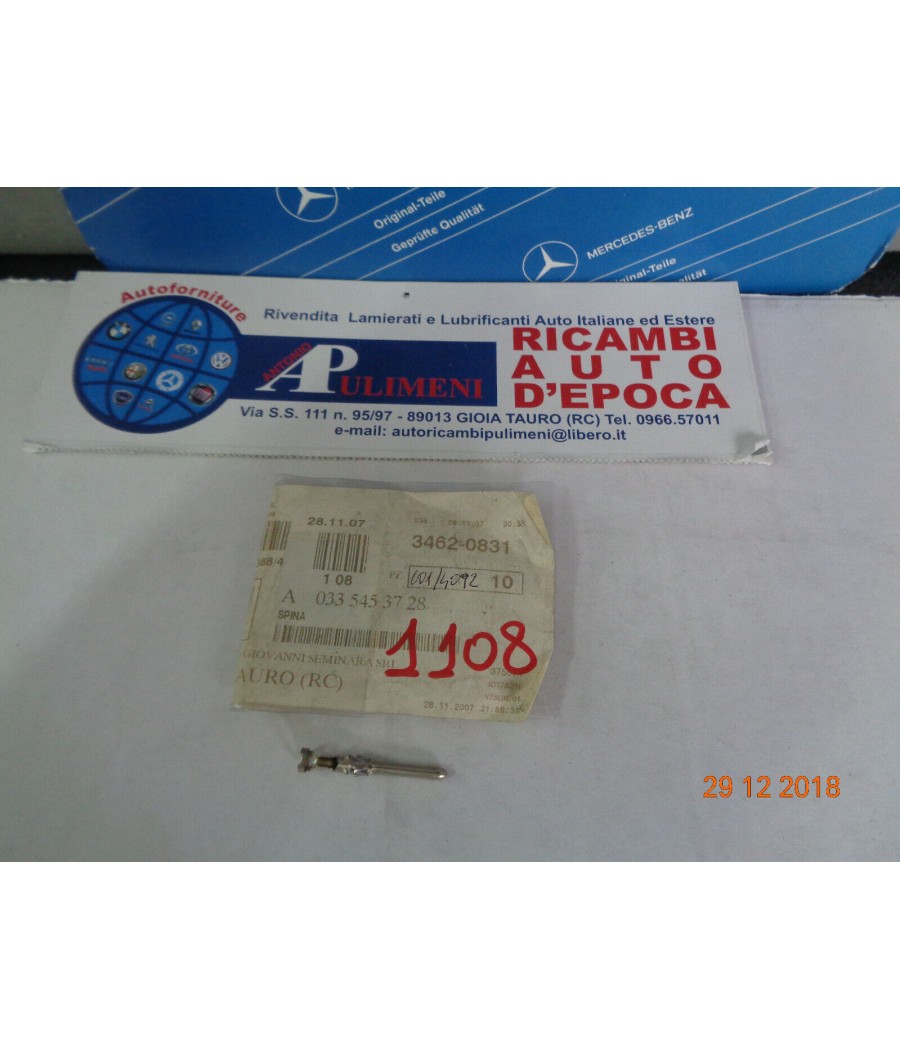 Original-Teile
Geprüfte Qualität
MERCEDES-BENZ
Original-Teile
Autoforniture
Rivendita Lamierati e Lubrificanti Auto Italiane ed Estere
ANTONIO
PULIMENI
RICAMBI
AUTO
D'EPOCA
Via S.S. 111 n. 95/97 - 89013 GIOIA TAURO (RC) Tel. 0966.57011
e-mail: autoricambipulimeni@libero.it
28.11.07
3462-0831
1 08
601/4092 10
A 033 545 37 28
SPINA
1108
GIOVANNI SEMINARA SRL
TAURO (RC)
28.11.2007
29 12 2018